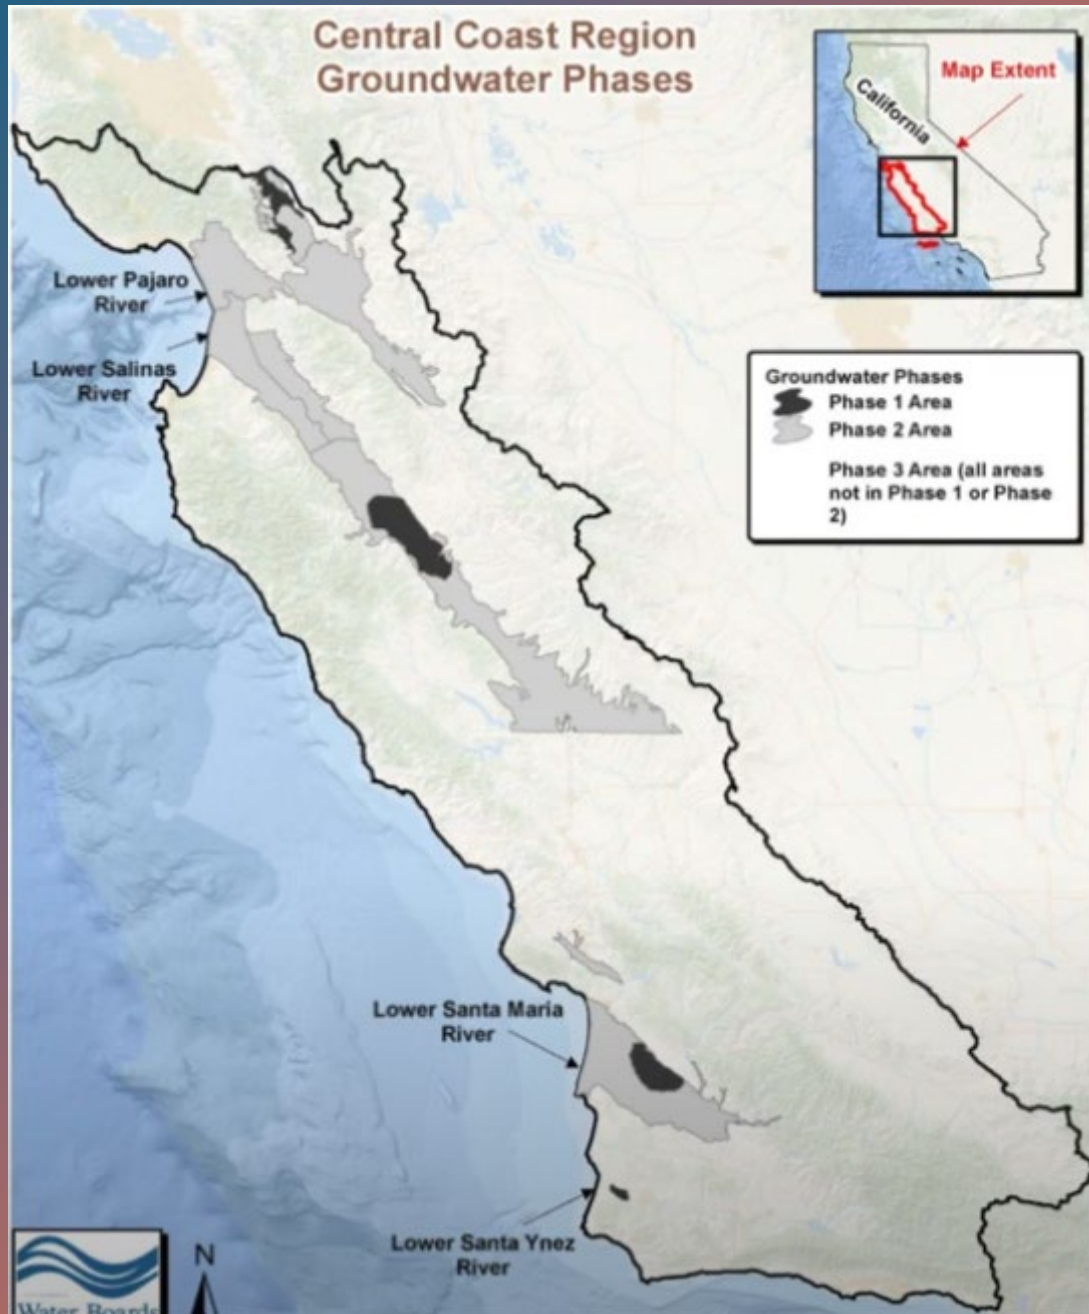 Central Coast Region
Groundwater Phases
Map Extent
California
Lower Pajaro
River
Lower Salinas
River
Groundwater Phases
Phase 1 Area
Phase 2 Area
Phase 3 Area (all areas
not in Phase 1 or Phase
2)
Lower Santa Maria
River
Lower Santa Ynez
River
N
Water Boards